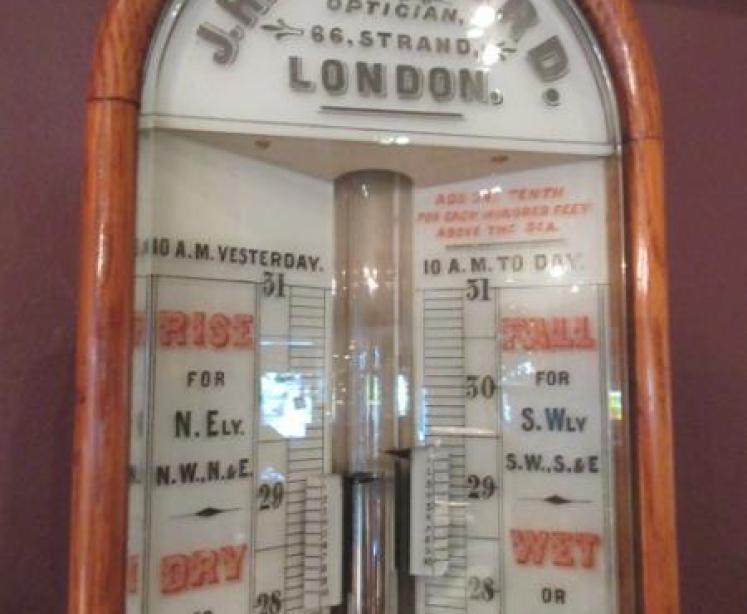 OPTICIAN,
66, STRAND,
LONDON.
ADD ONE TENTH
FOR EACH HUNDRED FEET
ABOVE THE SEA.
10 A.M. YESTERDAY.
10 A.M. TO DAY.
31
31
RISE
FALL
FOR
FOR
30
N. ELY.
S. WLY
N.W., N. & E.
S.W., S. & E
29
29
DRY
WET
OR
28
28